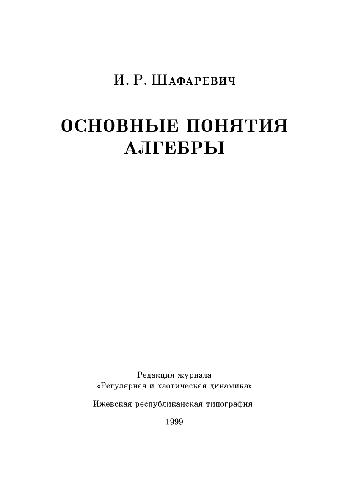 И. Р. Шафаревич
ОСНОВНЫЕ ПОНЯТИЯ
АЛГЕБРЫ
Редакция журнала
«Регулярная и хаотическая динамика»
Ижевская республиканская типография
1999